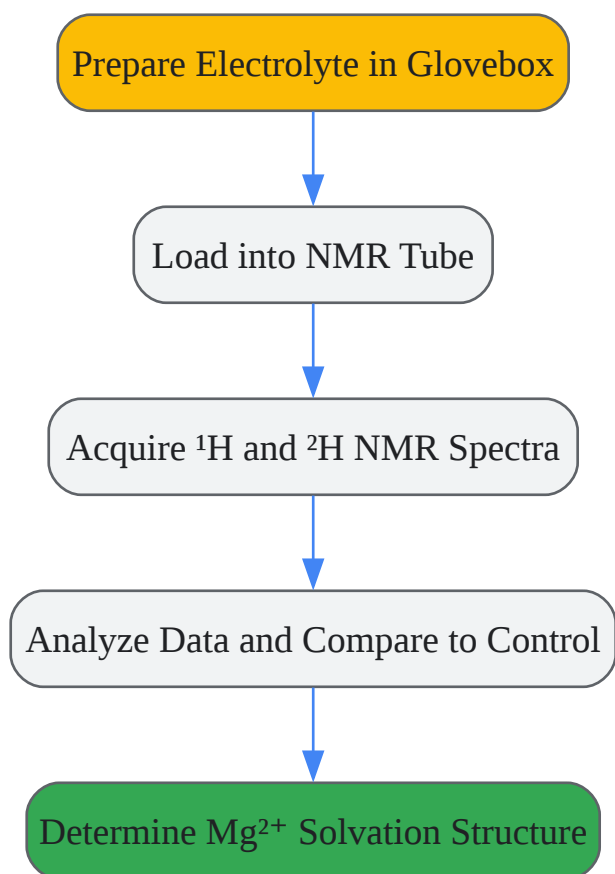 Prepare Electrolyte in Glovebox
Load into NMR Tube
Acquire ¹H and ²H NMR Spectra
Analyze Data and Compare to Control
Determine Mg²⁺ Solvation Structure